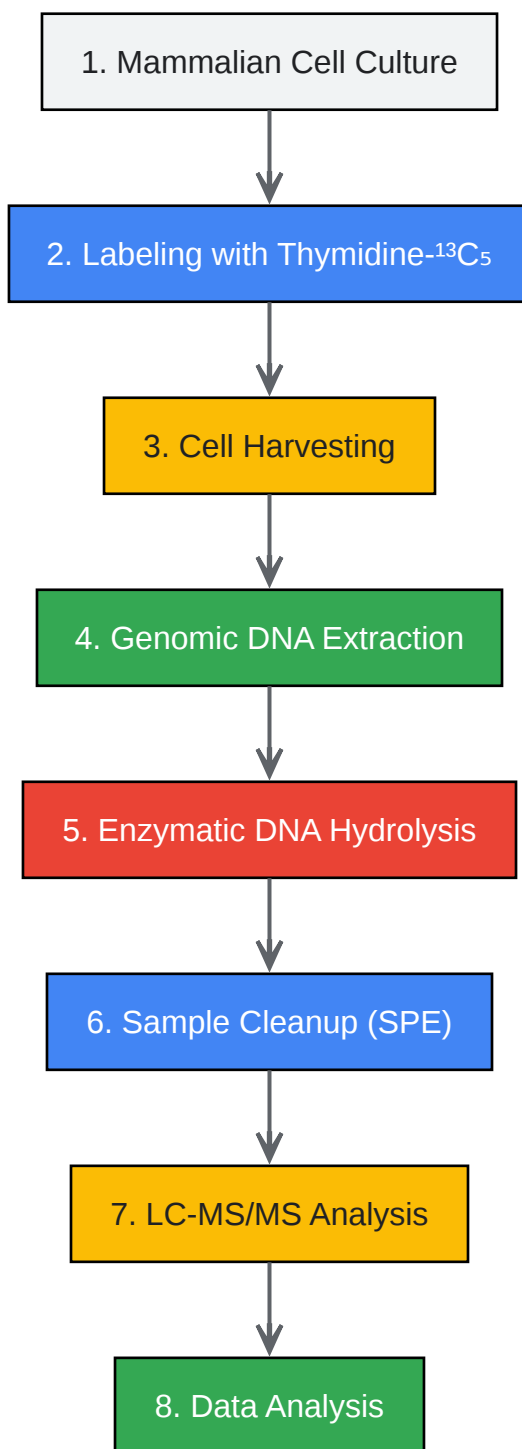 1. Mammalian Cell Culture
2. Labeling with Thymidine-¹³C₅
3. Cell Harvesting
4. Genomic DNA Extraction
5. Enzymatic DNA Hydrolysis
6. Sample Cleanup (SPE)
7. LC-MS/MS Analysis
8. Data Analysis